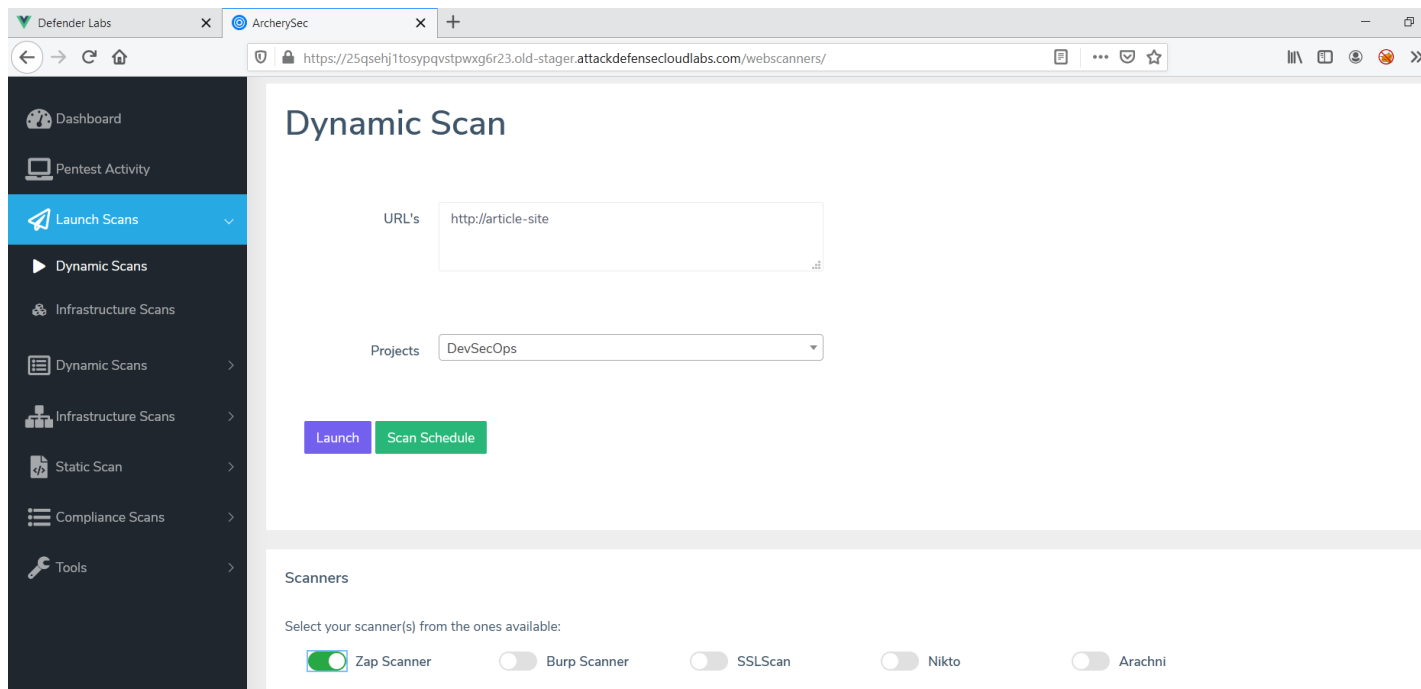 Defender Labs
ArcherySec
https://25qsehj1tosypqvstpwxg6r23.old-stager.attackdefensecloudlabs.com/webscanners/
Dashboard
Pentest Activity
Launch Scans
Dynamic Scans
Infrastructure Scans
Dynamic Scans
Infrastructure Scans
Static Scan
Compliance Scans
Tools
Dynamic Scan
URL's
http://article-site
Projects
DevSecOps
Launch
Scan Schedule
Scanners
Select your scanner(s) from the ones available:
Zap Scanner
Burp Scanner
SSLScan
Nikto
Arachni